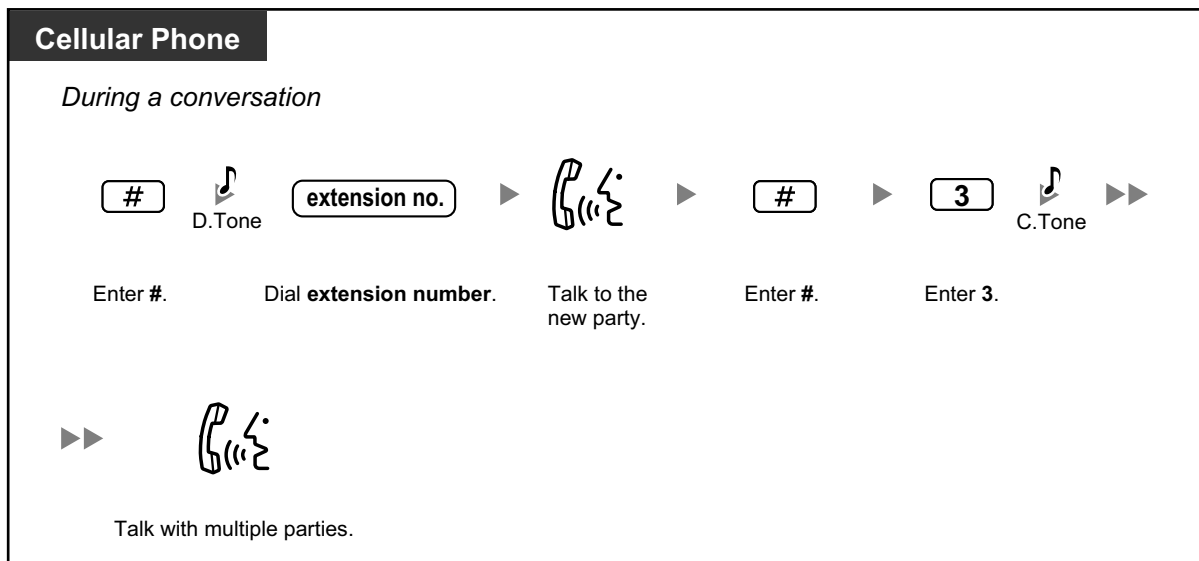 Cellular Phone
During a conversation
# D.Tone extension no. # 3 C.Tone
Enter #. Dial extension number. Talk to the new party. Enter #. Enter 3.
Talk with multiple parties.